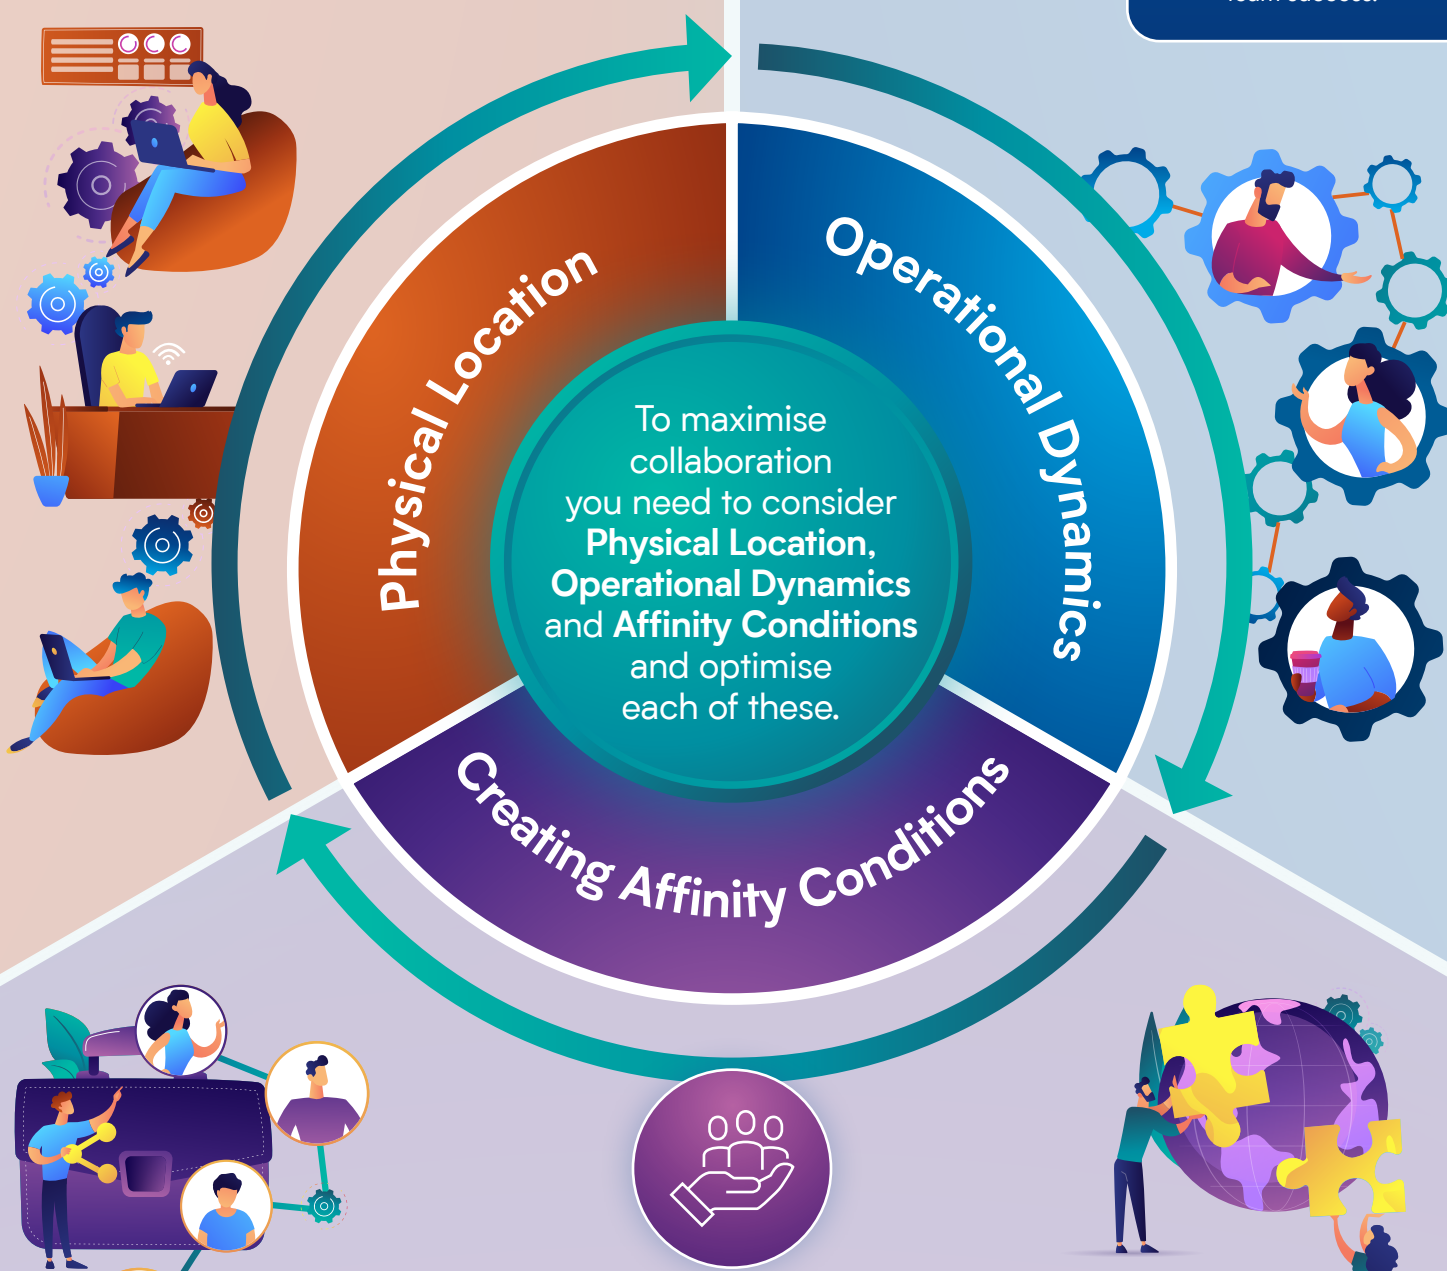 Physical Location
Operational Dynamics
To maximise
collaboration
you need to consider
Physical Location,
Operational Dynamics
and Affinity Conditions
and optimise
each of these.
Creating Affinity Conditions